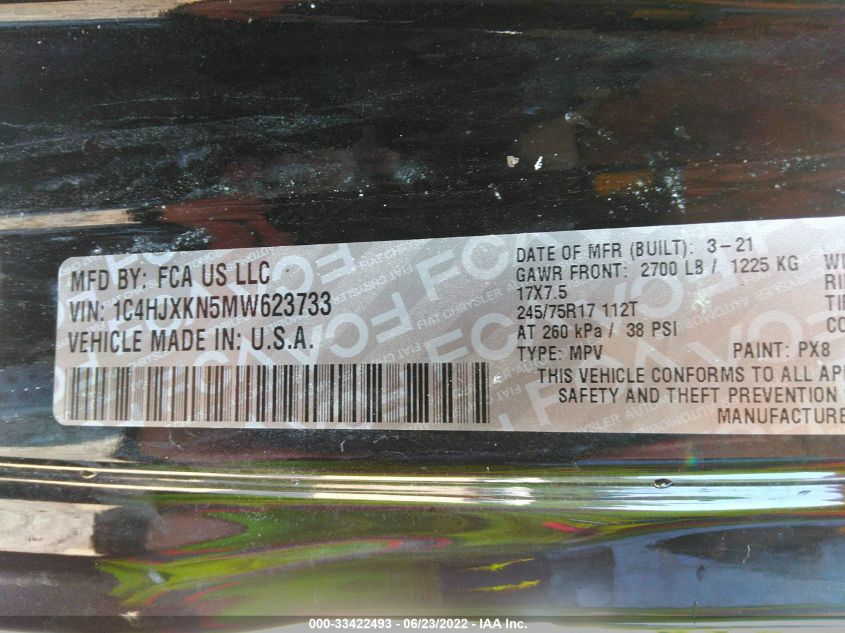 MFD BY: FCA US LLC
VIN: 1C4HJXKN5MW623733
VEHICLE MADE IN: U.S.A.
DATE OF MFR (BUILT): 3-21
GAWR FRONT: 2700 LB / 1225 KG
17X7.5
245/75R17 112T
AT 260 kPa / 38 PSI
TYPE: MPV PAINT: PX8
THIS VEHICLE CONFORMS TO ALL
SAFETY AND THEFT PREVENTION
MANUFACTURE
000-33422493 - 06/23/2022 - IAA Inc.